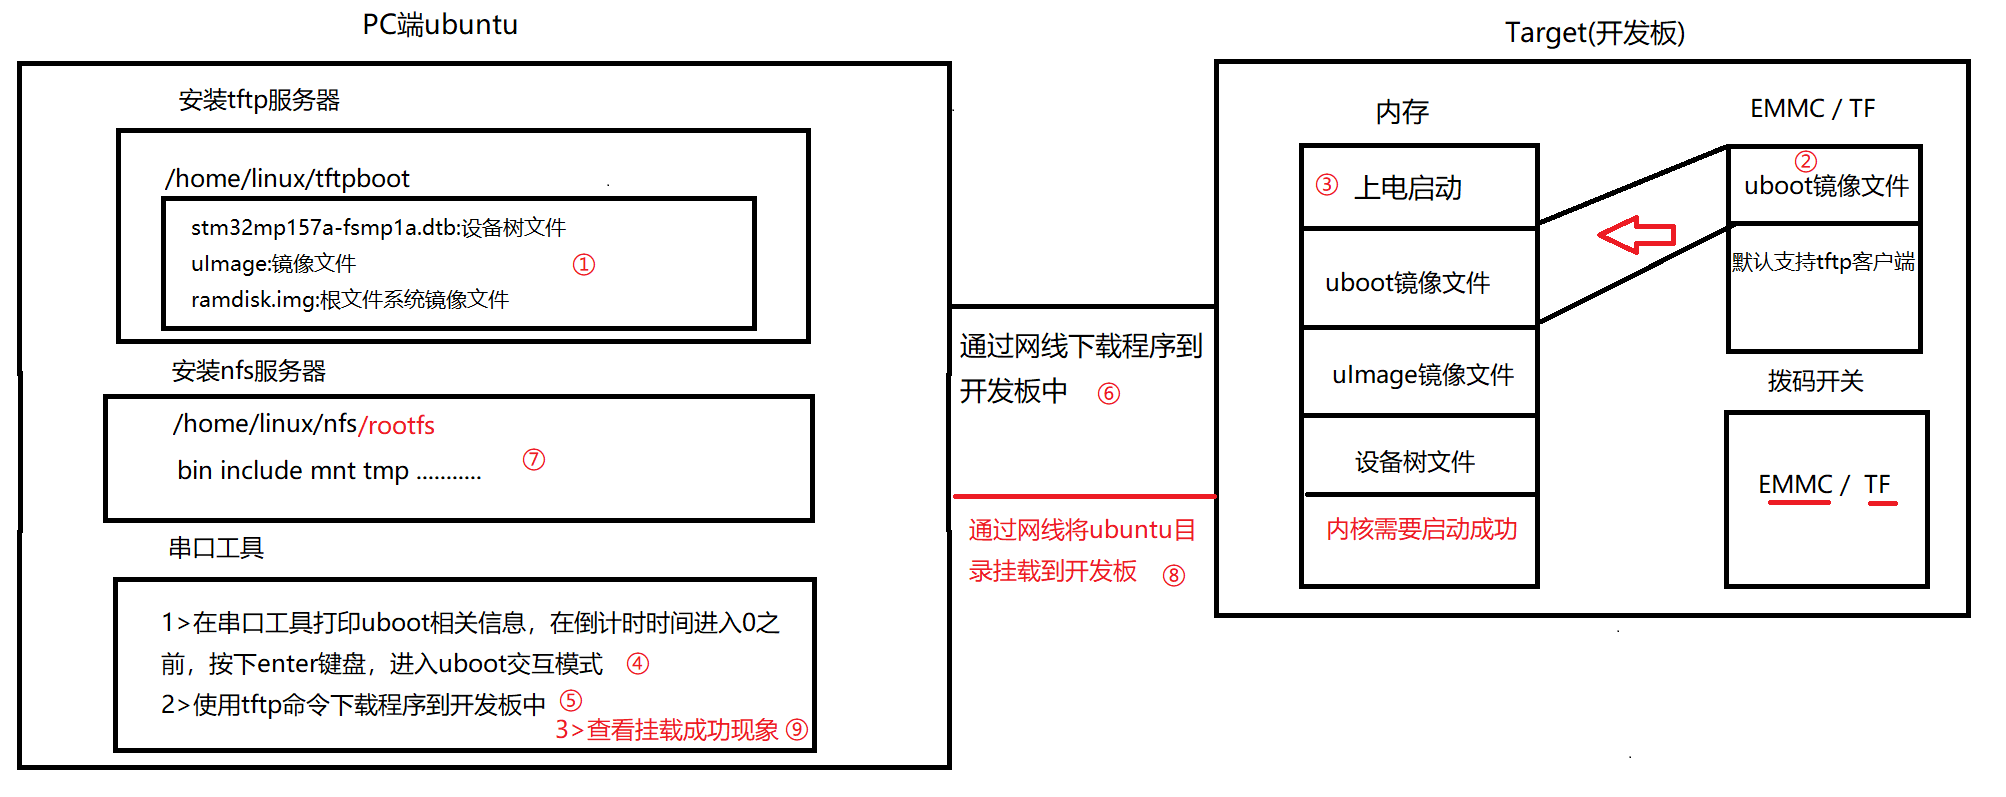 PC端ubuntu
安装tftp服务器
/home/linux/tftpboot
stm32mp157a-fsmp1a.dtb:设备树文件
uImage:镜像文件
①
ramdisk.img:根文件系统镜像文件
安装nfs服务器
/home/linux/nfs/rootfs
bin include mnt tmp ...........
⑦
串口工具
1>在串口工具打印uboot相关信息，在倒计时时间进入0之
前，按下enter键盘，进入uboot交互模式 ④
2>使用tftp命令下载程序到开发板中 ⑤
3>查看挂载成功现象 ⑨
通过网线下载程序到
开发板中 ⑥
通过网线将ubuntu目
录挂载到开发板 ⑧
Target(开发板)
内存
③ 上电启动
uboot镜像文件
uImage镜像文件
设备树文件
内核需要启动成功
EMMC / TF
②
uboot镜像文件
默认支持tftp客户端
拨码开关
EMMC / TF